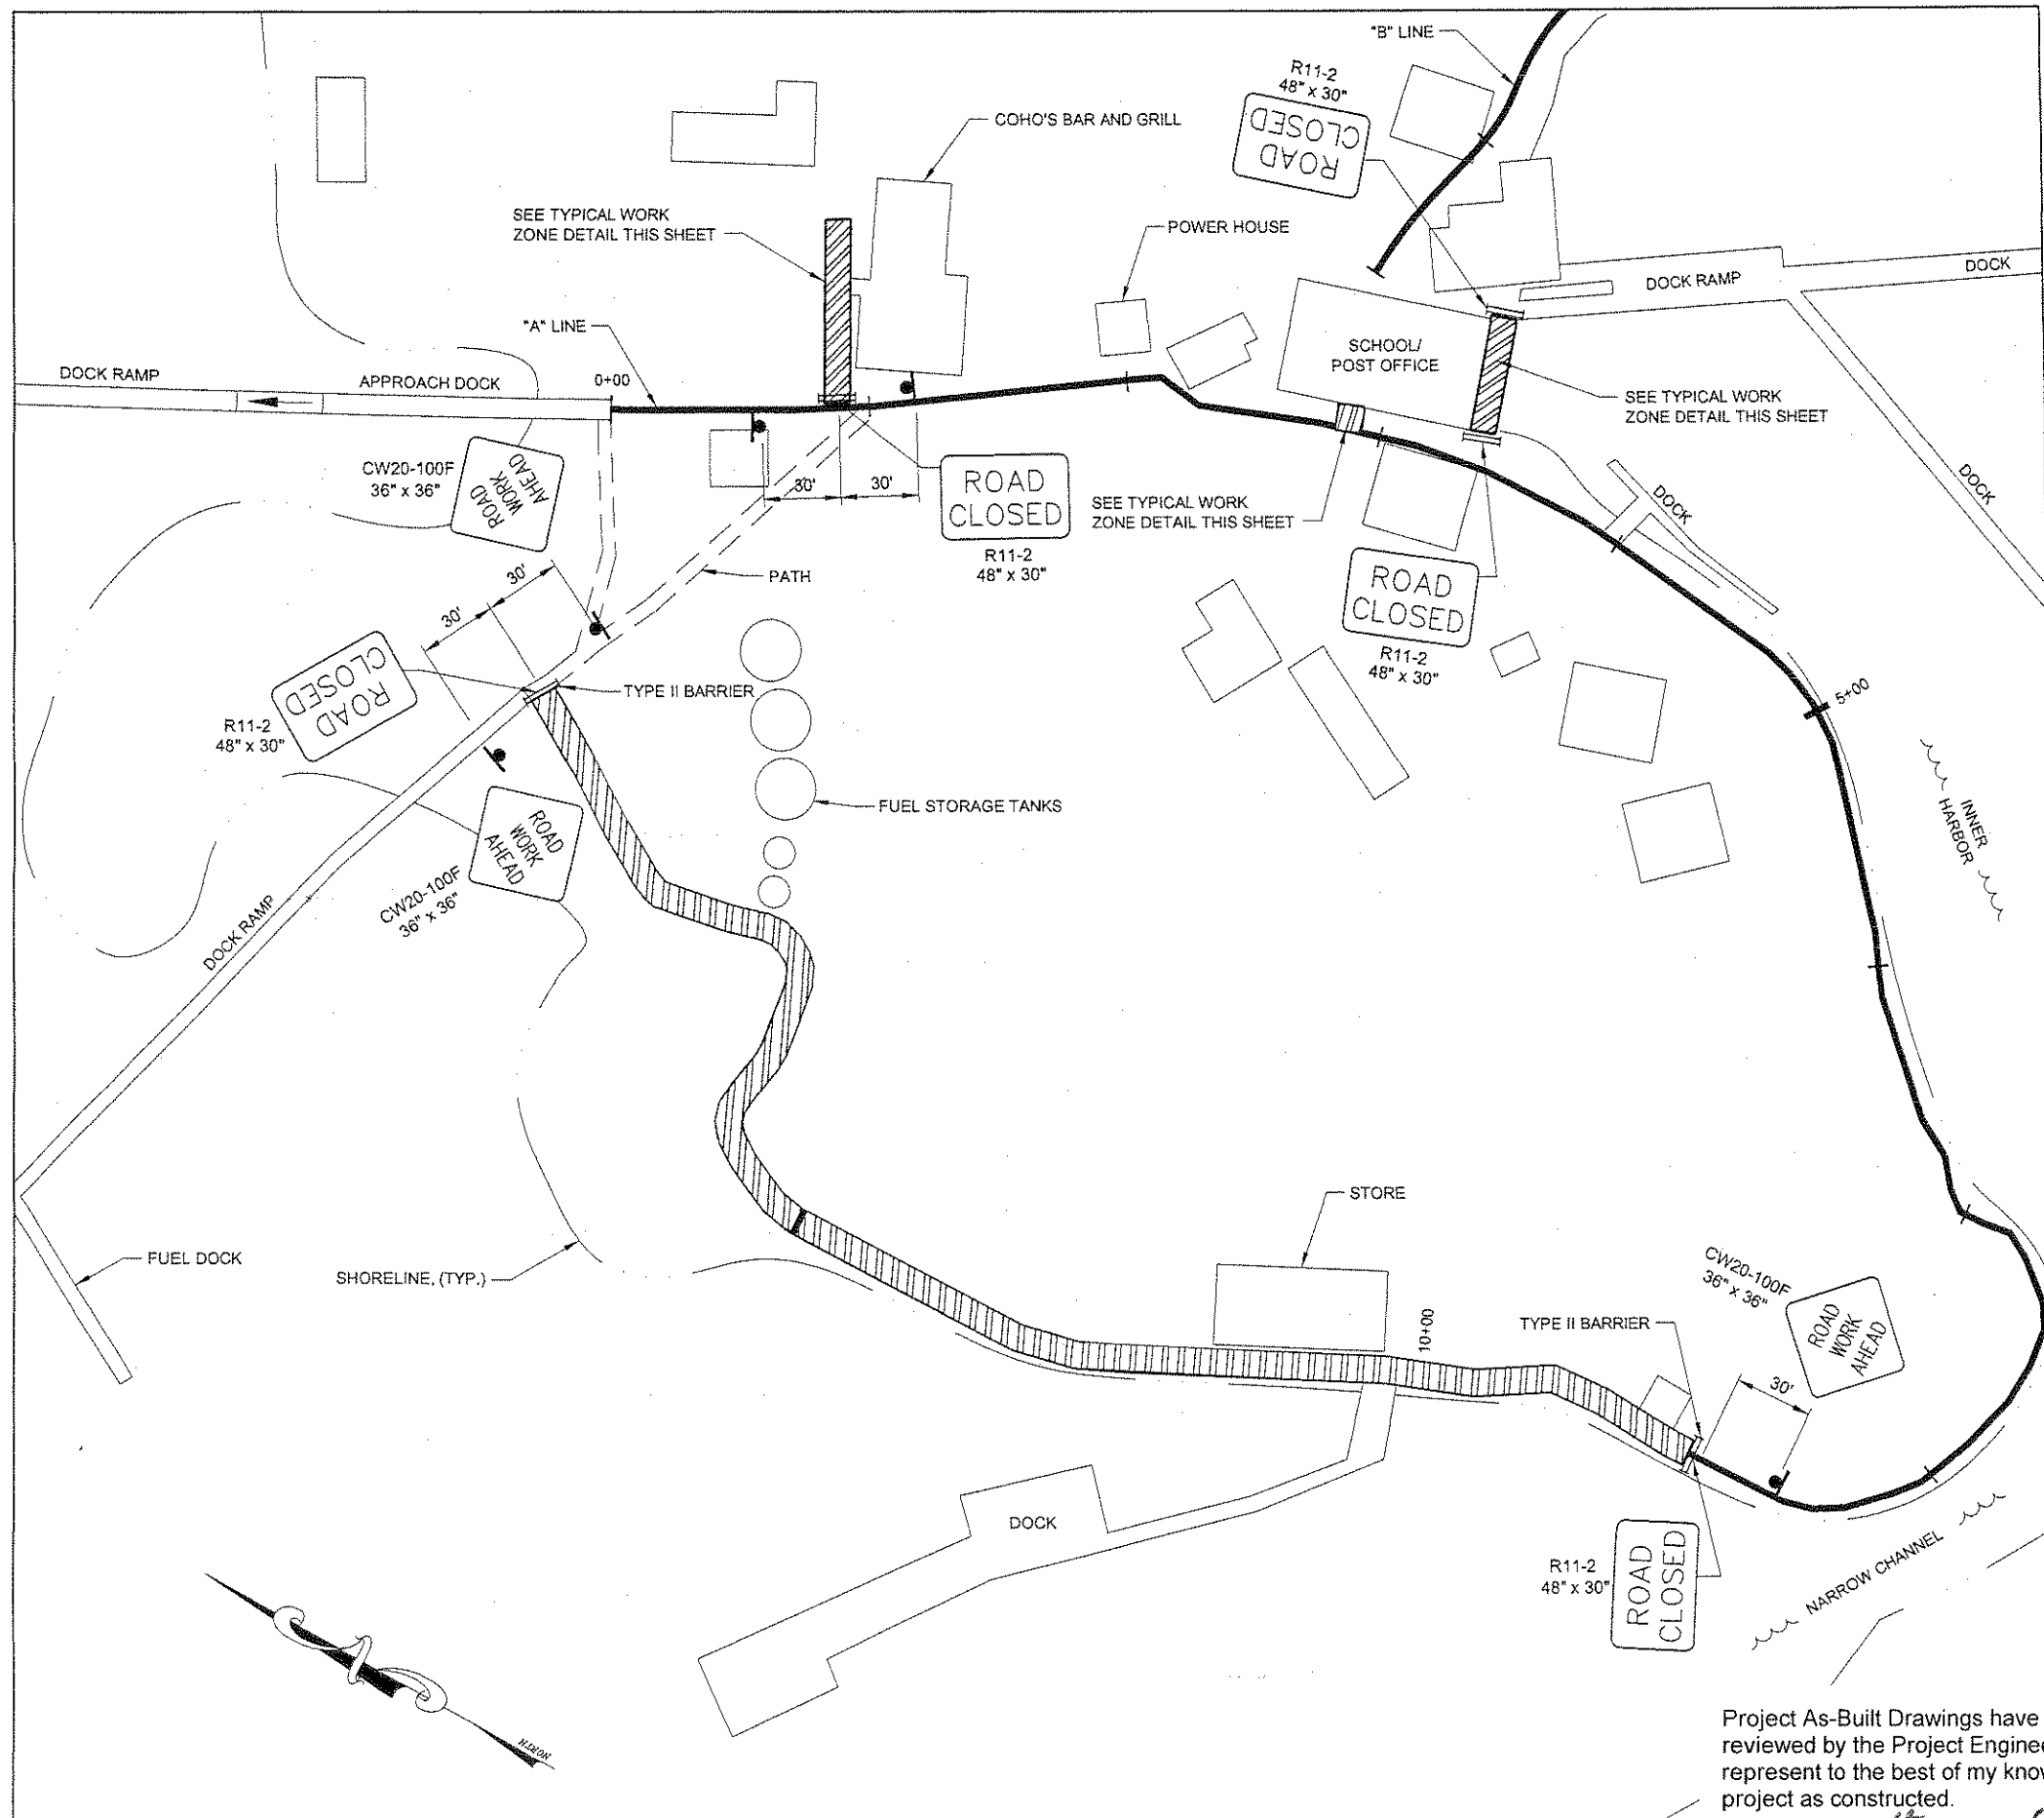 "B" LINE
R11-2
48" x 30"
ROAD
CLOSED
COHO'S BAR AND GRILL
SEE TYPICAL WORK
ZONE DETAIL THIS SHEET
POWER HOUSE
DOCK RAMP
DOCK
"A" LINE
SCHOOL/
POST OFFICE
DOCK RAMP
APPROACH DOCK
0+00
SEE TYPICAL WORK
ZONE DETAIL THIS SHEET
CW20-100F
36" x 36"
ROAD
WORK
AHEAD
30'
30'
ROAD
CLOSED
R11-2
48" x 30"
SEE TYPICAL WORK
ZONE DETAIL THIS SHEET
DOCK
DOCK
PATH
30'
30'
ROAD
CLOSED
R11-2
48" x 30"
ROAD
CLOSED
R11-2
48" x 30"
TYPE II BARRIER
5+00
FUEL STORAGE TANKS
INNER
HARBOR
ROAD
WORK
AHEAD
CW20-100F
36" x 36"
DOCK RAMP
STORE
FUEL DOCK
SHORELINE, (TYP.)
10+00
TYPE II BARRIER
CW20-100F
36" x 36"
ROAD
WORK
AHEAD
30'
DOCK
R11-2
48" x 30"
ROAD
CLOSED
NARROW CHANNEL
NORTH
Project As-Built Drawings have
reviewed by the Project Enginee
represent to the best of my know
project as constructed.